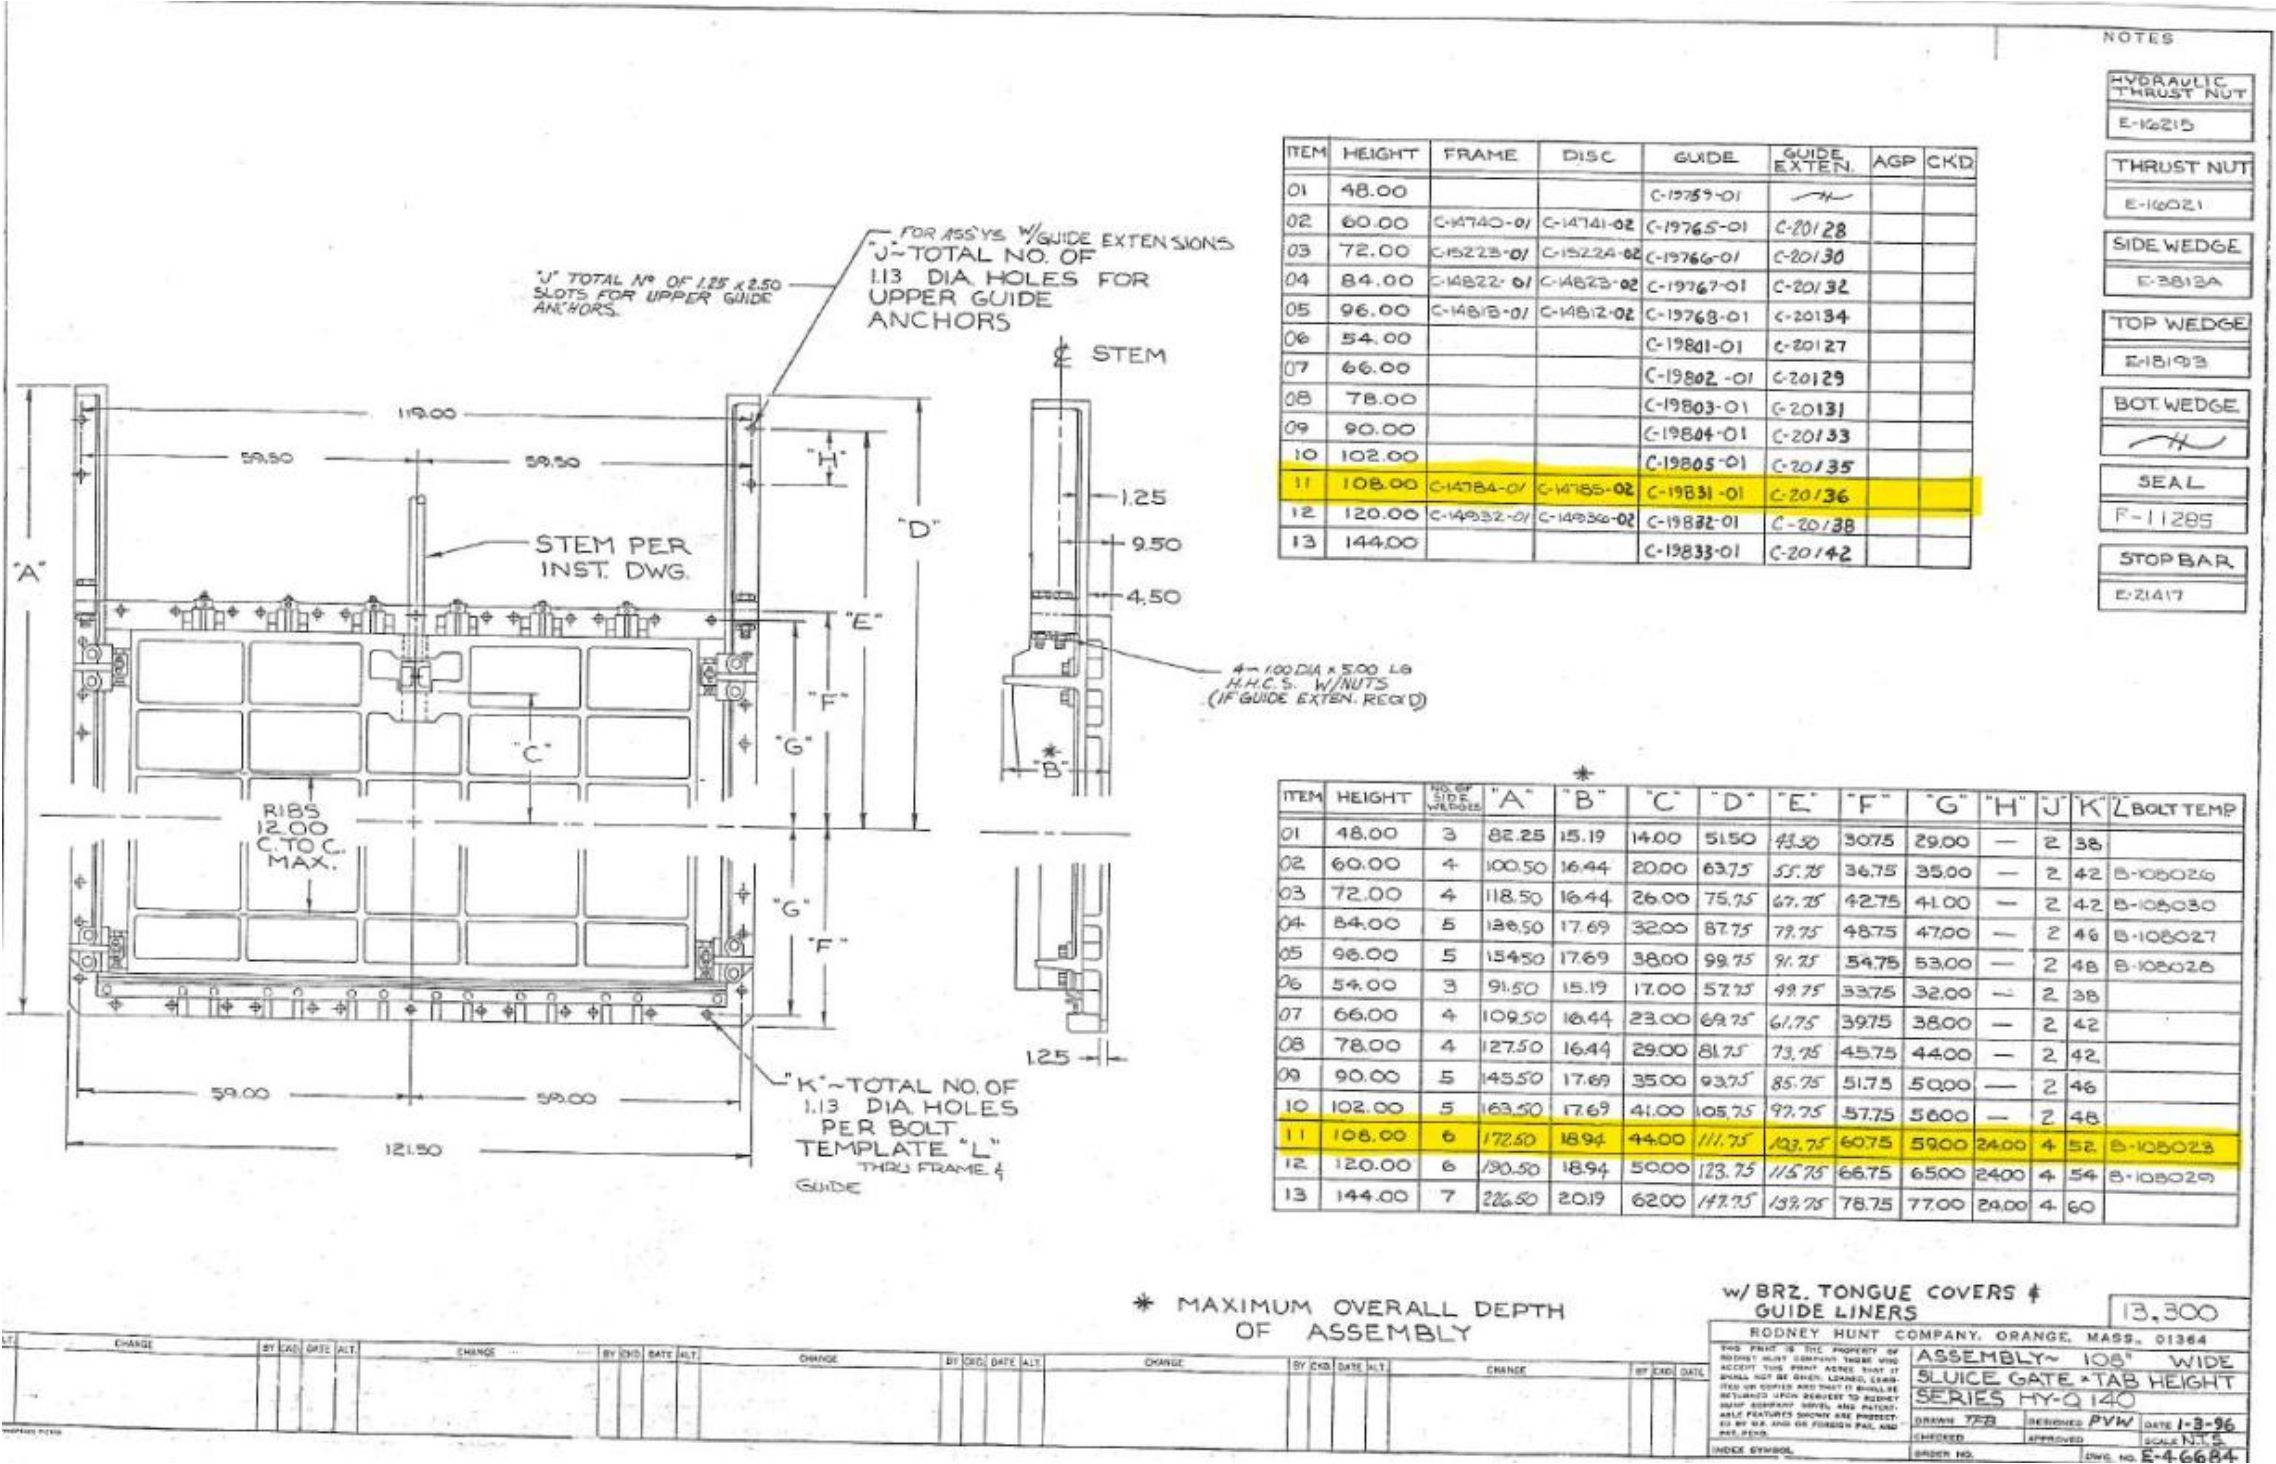 NOTES
HYDRAULIC
THRUST NUT
E-16215
THRUST NUT
E-16021
SIDE WEDGE
E-3813A
TOP WEDGE
E-18193
BOT. WEDGE
SEAL
F-11285
STOP BAR
E-21417
ITEM HEIGHT FRAME DISC GUIDE GUIDE EXTEN. AGP CK'D
01 48.00 C-19759-01
02 60.00 C-14740-01 C-14741-02 C-19765-01 C-20128
03 72.00 C-15223-01 C-15224-02 C-19766-01 C-20130
04 84.00 C-14822-01 C-14823-02 C-19767-01 C-20132
05 96.00 C-14813-01 C-14812-02 C-19768-01 C-20134
06 54.00 C-19801-01 C-20127
07 66.00 C-19802-01 C-20129
08 78.00 C-19803-01 C-20131
09 90.00 C-19804-01 C-20133
10 102.00 C-19805-01 C-20135
11 108.00 C-14784-01 C-14785-02 C-19831-01 C-20136
12 120.00 C-14932-01 C-14936-02 C-19832-01 C-20138
13 144.00 C-19833-01 C-20142
FOR ASS'YS W/GUIDE EXTENSIONS
"J"~TOTAL NO. OF
1.13 DIA. HOLES FOR
UPPER GUIDE
ANCHORS
"J" TOTAL Nº OF 1.25 x 2.50
SLOTS FOR UPPER GUIDE
ANCHORS.
℄ STEM
119.00
59.50
59.50
"H"
"D"
"A"
1.25
9.50
4.50
STEM PER
INST. DWG.
"E"
4~1.00 DIA x 5.00 LG
H.H.C.S. W/NUTS
(IF GUIDE EXTEN. REQ'D)
"F"
"G"
"C"
*
"B"
RIBS
12.00
C. TO C.
MAX.
"G"
"F"
1.25
59.00
59.00
121.50
"K"~TOTAL NO. OF
1.13 DIA. HOLES
PER BOLT
TEMPLATE "L"
THRU FRAME &
GUIDE
*
ITEM HEIGHT NO. OF SIDE WEDGES "A" "B" "C" "D" "E" "F" "G" "H" "J" "K" "L" BOLT TEMP
01 48.00 3 82.25 15.19 14.00 51.50 43.50 30.75 29.00 — 2 38
02 60.00 4 100.50 16.44 20.00 63.75 55.75 36.75 35.00 — 2 42 B-108026
03 72.00 4 118.50 16.44 26.00 75.75 67.75 42.75 41.00 — 2 42 B-108030
04 84.00 5 136.50 17.69 32.00 87.75 79.75 48.75 47.00 — 2 46 B-108027
05 96.00 5 154.50 17.69 38.00 99.75 91.75 54.75 53.00 — 2 48 B-108028
06 54.00 3 91.50 15.19 17.00 57.75 49.75 33.75 32.00 — 2 38
07 66.00 4 109.50 16.44 23.00 69.75 61.75 39.75 38.00 — 2 42
08 78.00 4 127.50 16.44 29.00 81.75 73.75 45.75 44.00 — 2 42
09 90.00 5 145.50 17.69 35.00 93.75 85.75 51.75 50.00 — 2 46
10 102.00 5 163.50 17.69 41.00 105.75 97.75 57.75 56.00 — 2 48
11 108.00 6 172.50 18.94 44.00 111.75 103.75 60.75 59.00 24.00 4 52 B-108023
12 120.00 6 190.50 18.94 50.00 123.75 115.75 66.75 65.00 24.00 4 54 B-108029
13 144.00 7 226.50 20.19 62.00 147.75 139.75 78.75 77.00 24.00 4 60
* MAXIMUM OVERALL DEPTH
OF ASSEMBLY
W/ BRZ. TONGUE COVERS &
GUIDE LINERS
13,300
RODNEY HUNT COMPANY, ORANGE, MASS. 01364
ASSEMBLY~ 108" WIDE
SLUICE GATE ~ TAB HEIGHT
SERIES HY-Q 140
DRAWN TFB DESIGNED PVW DATE 1-3-96
CHECKED APPROVED SCALE N.T.S
INDEX SYMBOL ORDER NO. DWG. NO. E-46684
CHANGE BY CKD DATE ALT. CHANGE BY CKD DATE ALT. CHANGE BY CKD DATE ALT. CHANGE BY CKD DATE ALT. CHANGE BY CKD DATE